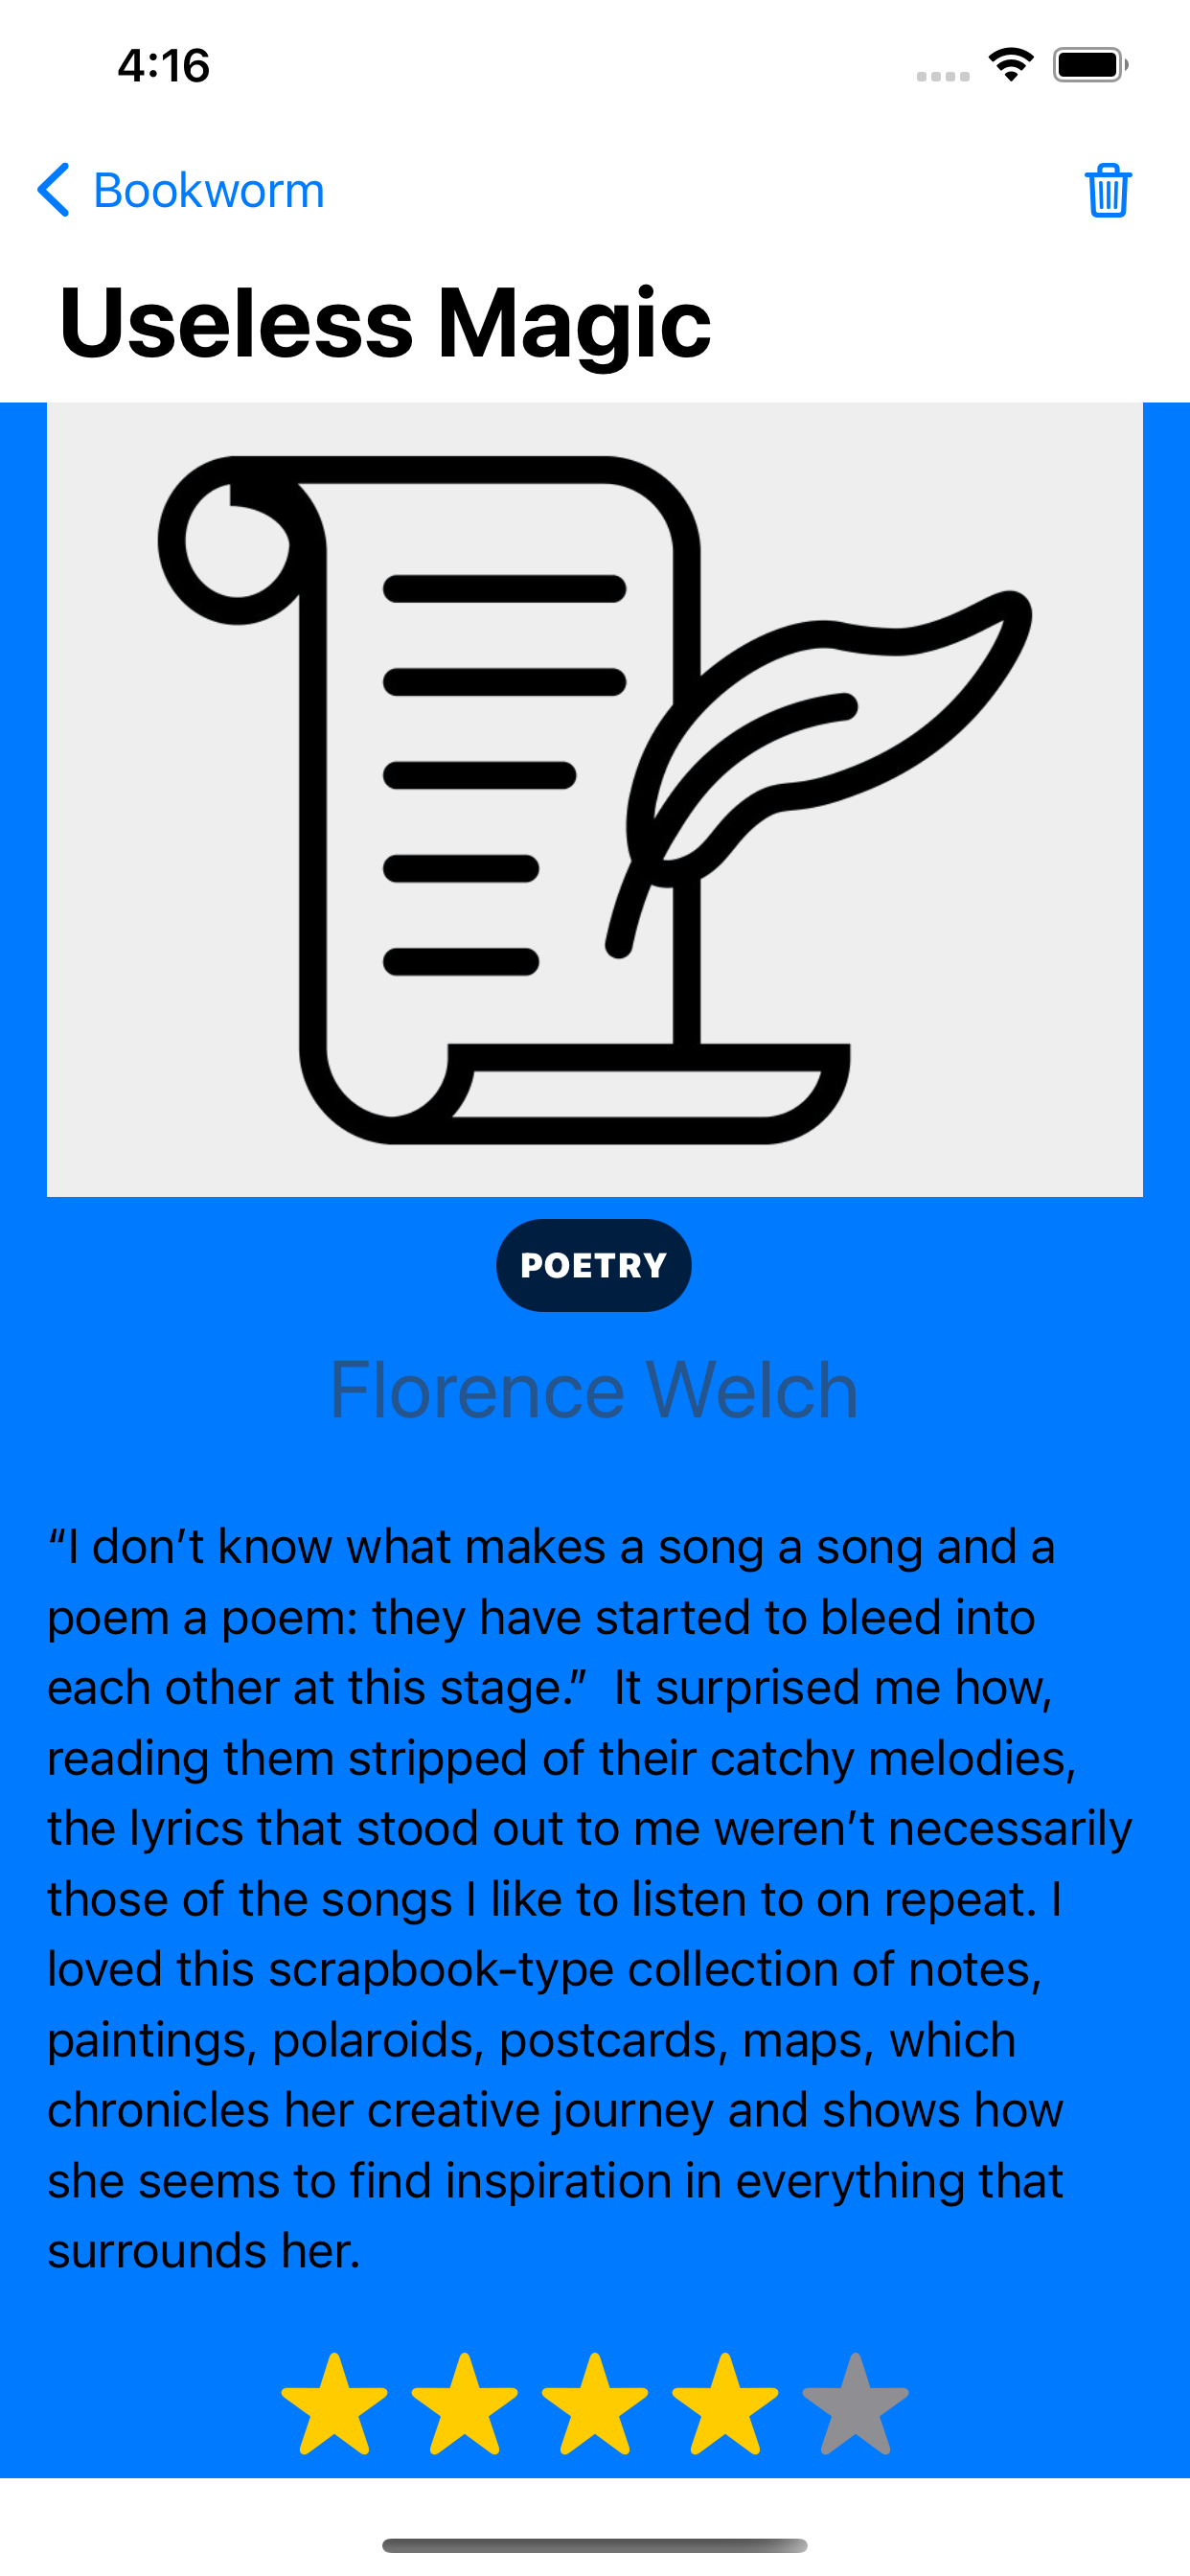 4:16
Bookworm
Useless Magic
POETRY
Florence Welch
“I don’t know what makes a song a song and a
poem a poem: they have started to bleed into
each other at this stage.”  It surprised me how,
reading them stripped of their catchy melodies,
the lyrics that stood out to me weren’t necessarily
those of the songs I like to listen to on repeat. I
loved this scrapbook-type collection of notes,
paintings, polaroids, postcards, maps, which
chronicles her creative journey and shows how
she seems to find inspiration in everything that
surrounds her.